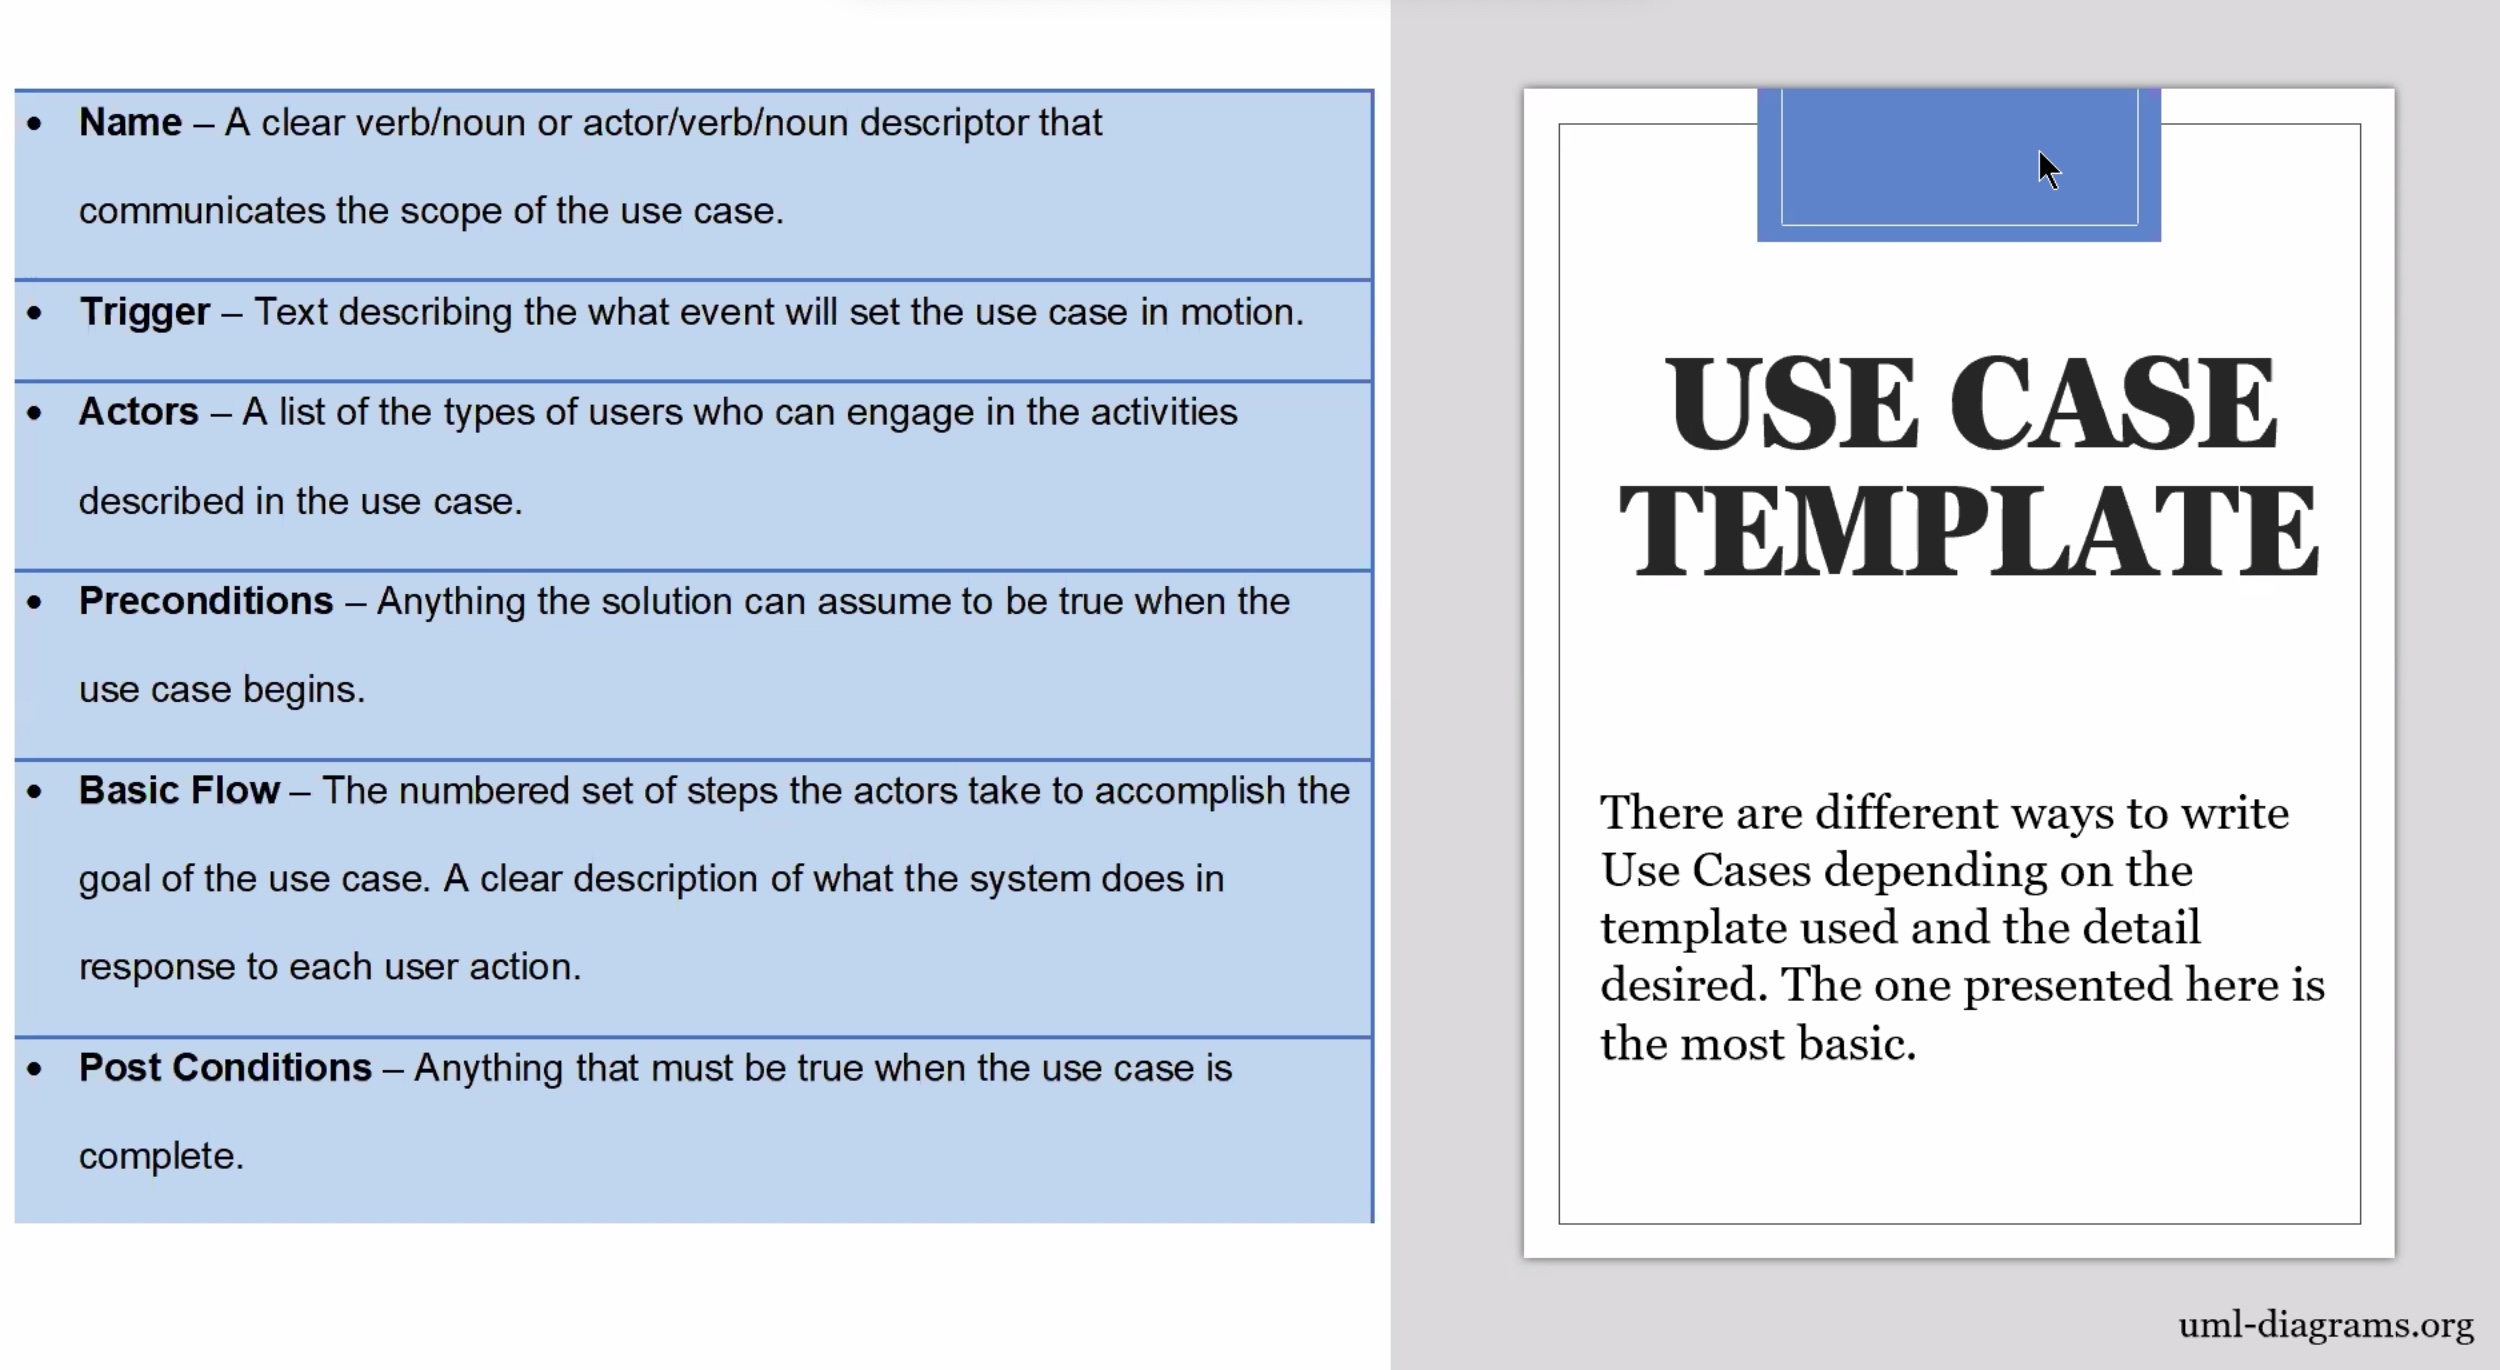 • Name – A clear verb/noun or actor/verb/noun descriptor that
communicates the scope of the use case.
• Trigger – Text describing the what event will set the use case in motion.
• Actors – A list of the types of users who can engage in the activities
described in the use case.
• Preconditions – Anything the solution can assume to be true when the
use case begins.
• Basic Flow – The numbered set of steps the actors take to accomplish the
goal of the use case. A clear description of what the system does in
response to each user action.
• Post Conditions – Anything that must be true when the use case is
complete.
USE CASE
TEMPLATE
There are different ways to write
Use Cases depending on the
template used and the detail
desired. The one presented here is
the most basic.
uml-diagrams.org